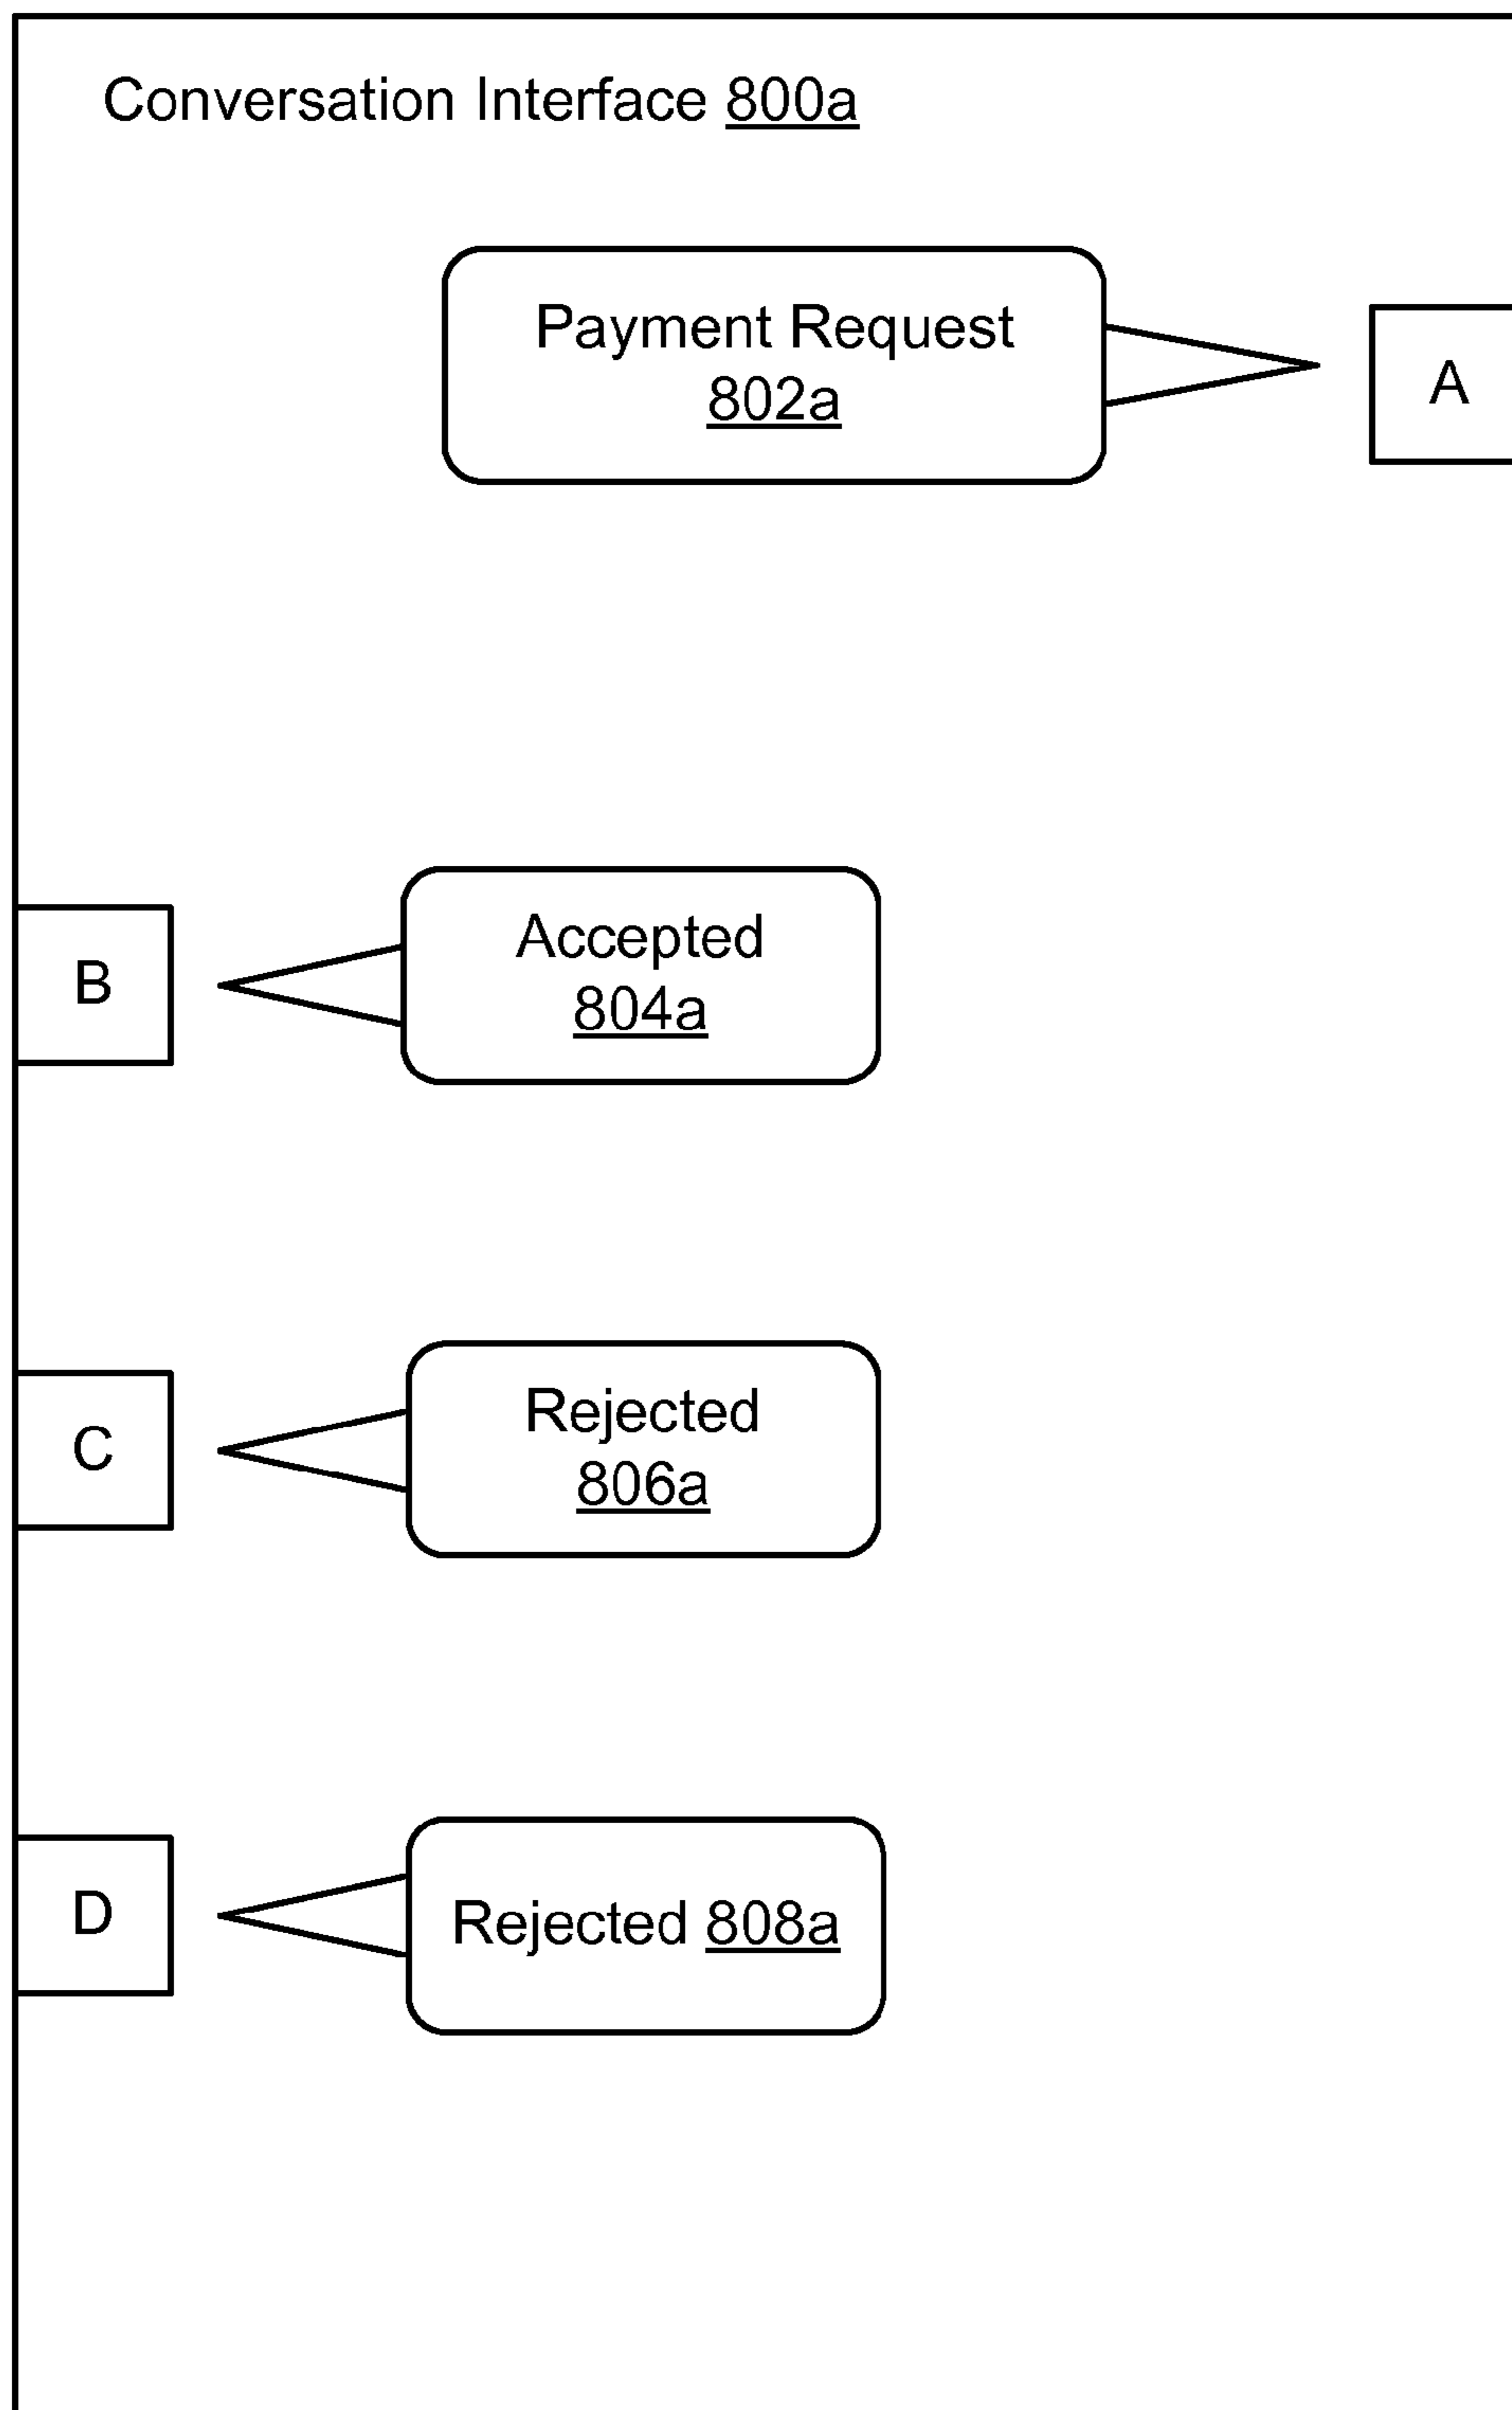 Conversation Interface 800a
Payment Request
802a
A
B
Accepted
804a
C
Rejected
806a
D
Rejected 808a